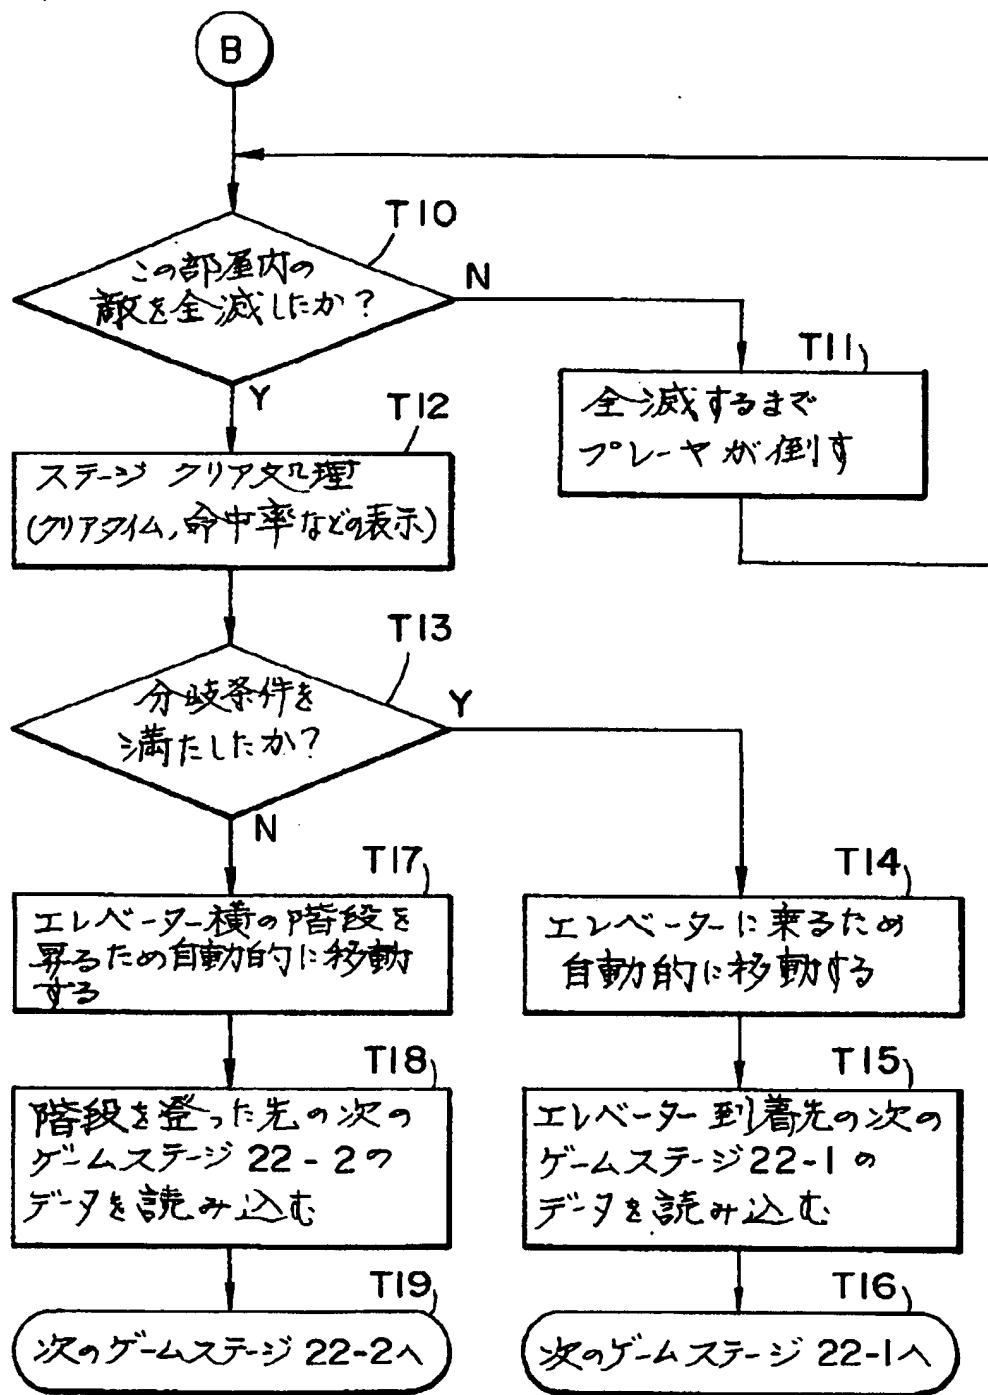 B
T10
この部屋内の
敵を全滅したか?
N
Y
T11
全滅するまで
プレーヤが倒す
T12
ステージ クリア処理
(クリアタイム,命中率などの表示)
T13
分岐条件を
満たしたか?
Y
N
T17
エレベーター横の階段を
昇るため自動的に移動
する
T14
エレベーターに乗るため
自動的に移動する
T18
階段を登った先の次の
ゲームステージ 22-2の
データを読み込む
T15
エレベーター到着先の次の
ゲームステージ22-1の
データを読み込む
T19
次のゲームステージ 22-2へ
T16
次のゲームステージ 22-1へ